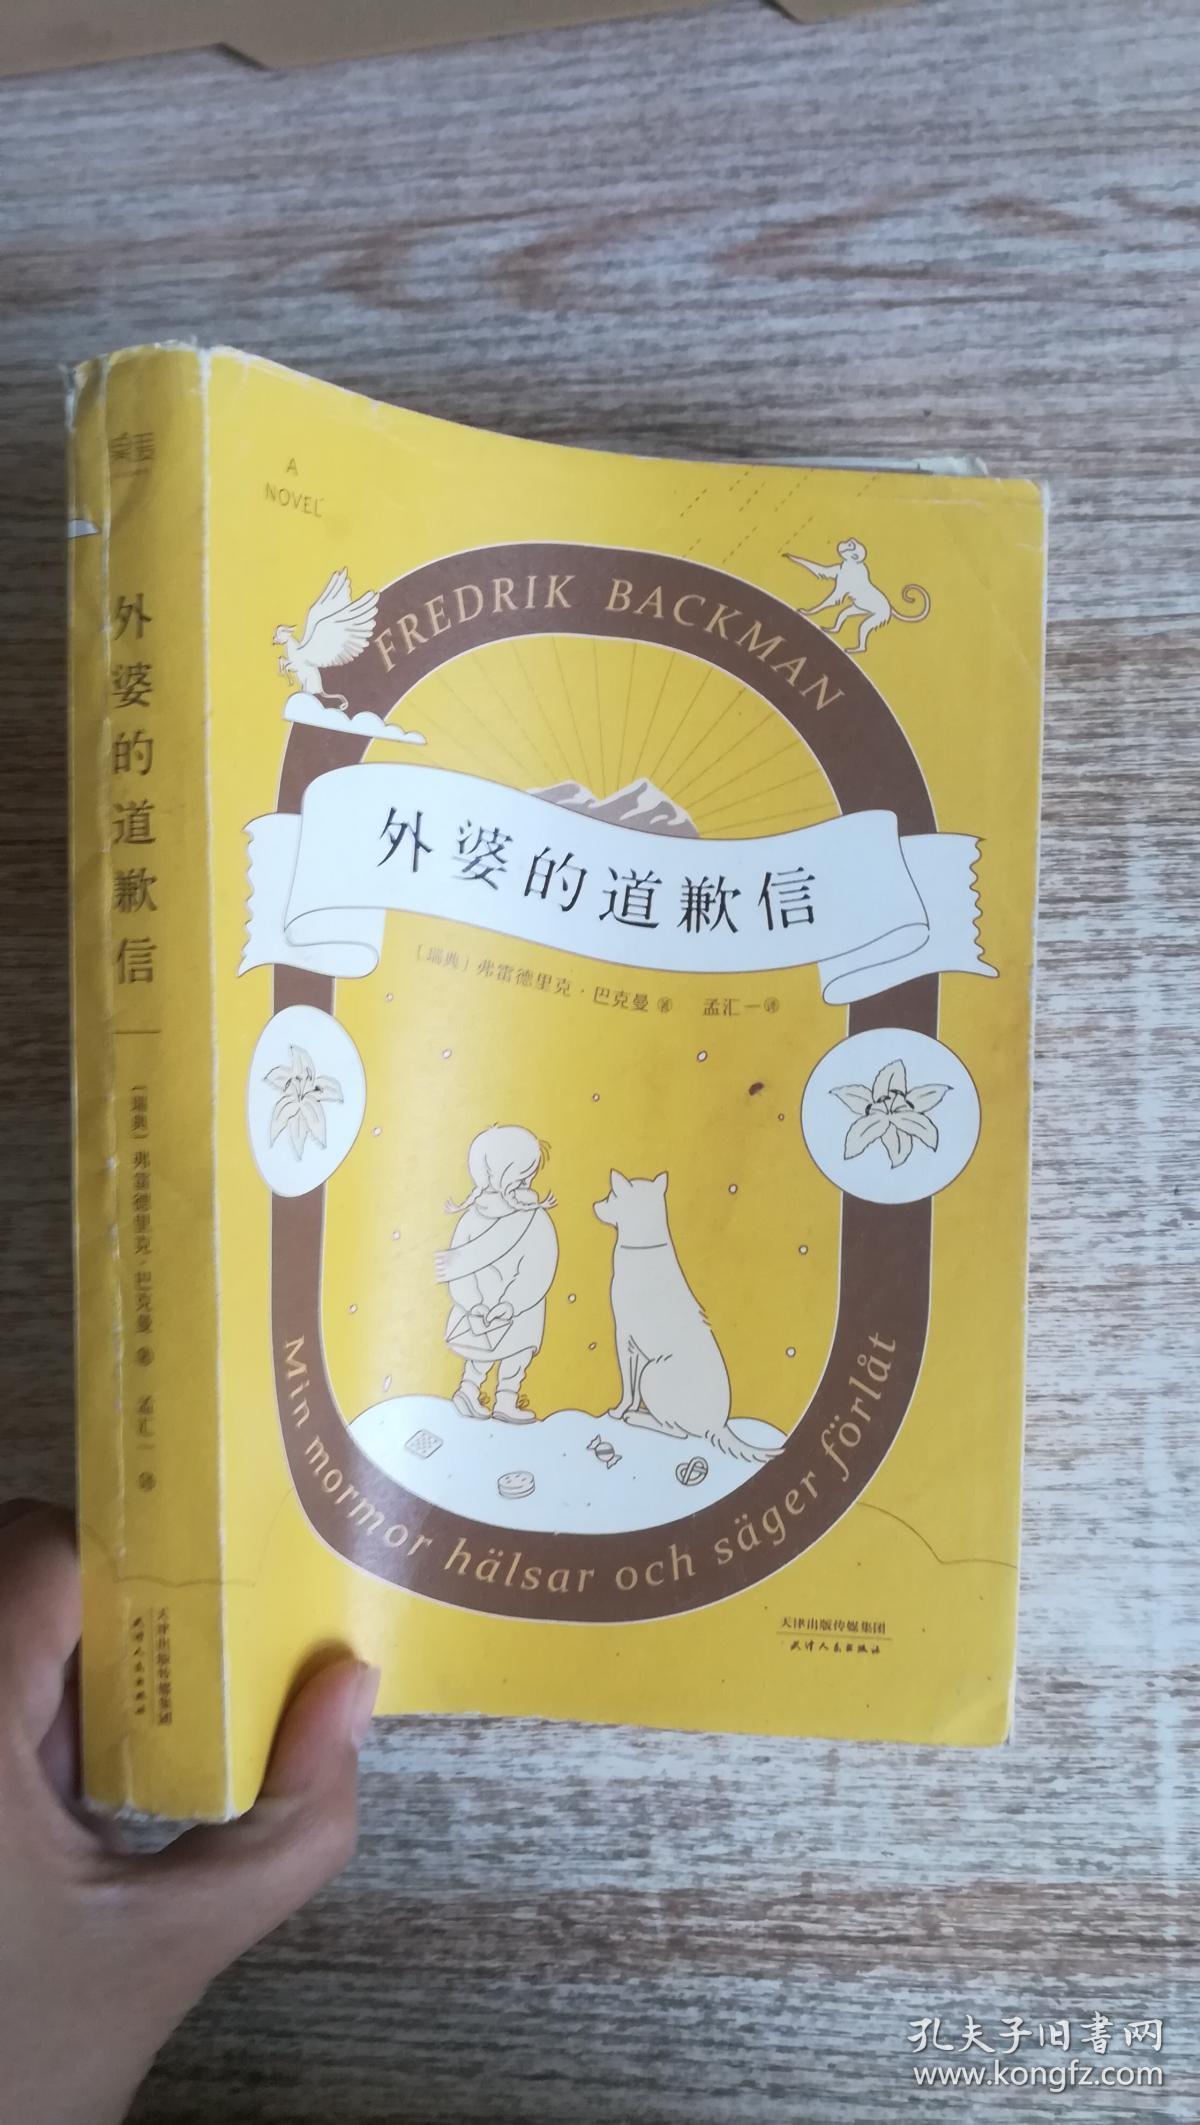 A
NOVEL
FREDRIK BACKMAN
外婆的道歉信
[瑞典] 弗雷德里克·巴克曼 著 孟汇一 译
Min mormor hälsar och säger förlåt
天津出版传媒集团
天津人民出版社
果麦
外婆的道歉信
[瑞典] 弗雷德里克·巴克曼 著 孟汇一 译
天津出版传媒集团
天津人民出版社
孔夫子旧书网
www.kongfz.com